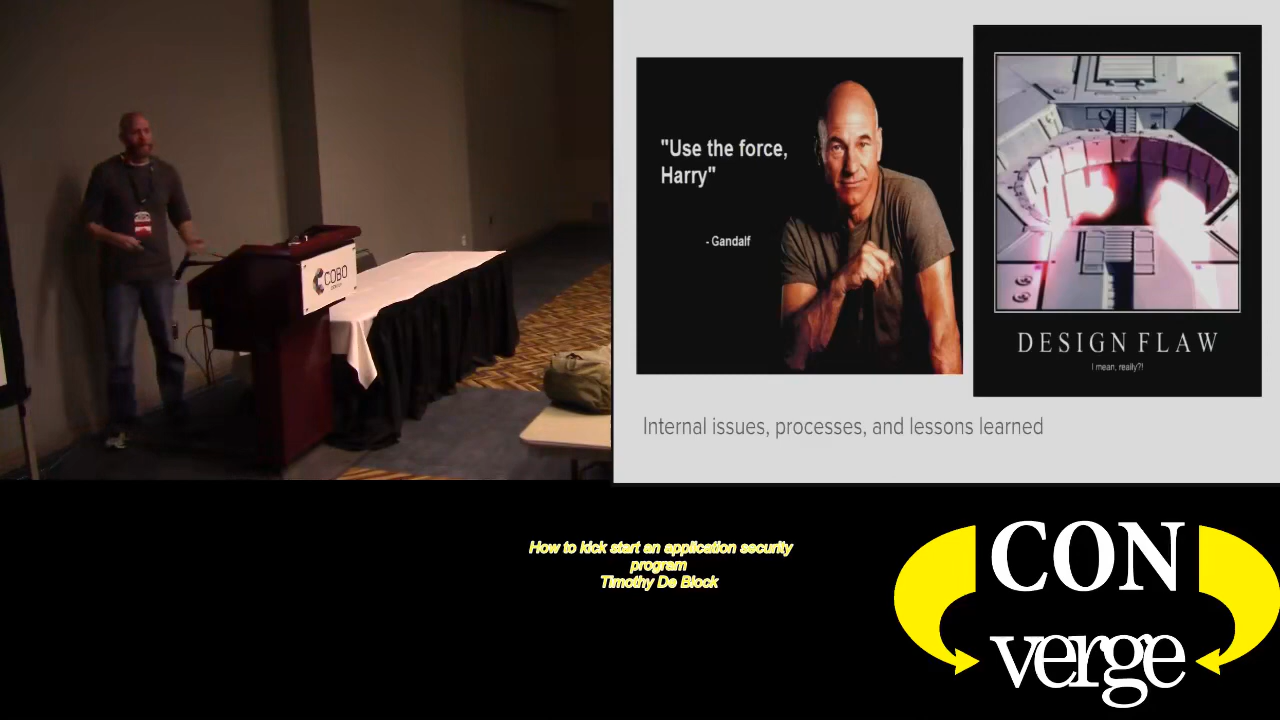 "Use the force,
Harry"
- Gandalf
DESIGN FLAW
I mean, really?!
Internal issues, processes, and lessons learned
COBO
How to kick start an application security
program
Timothy De Block
CON
verge